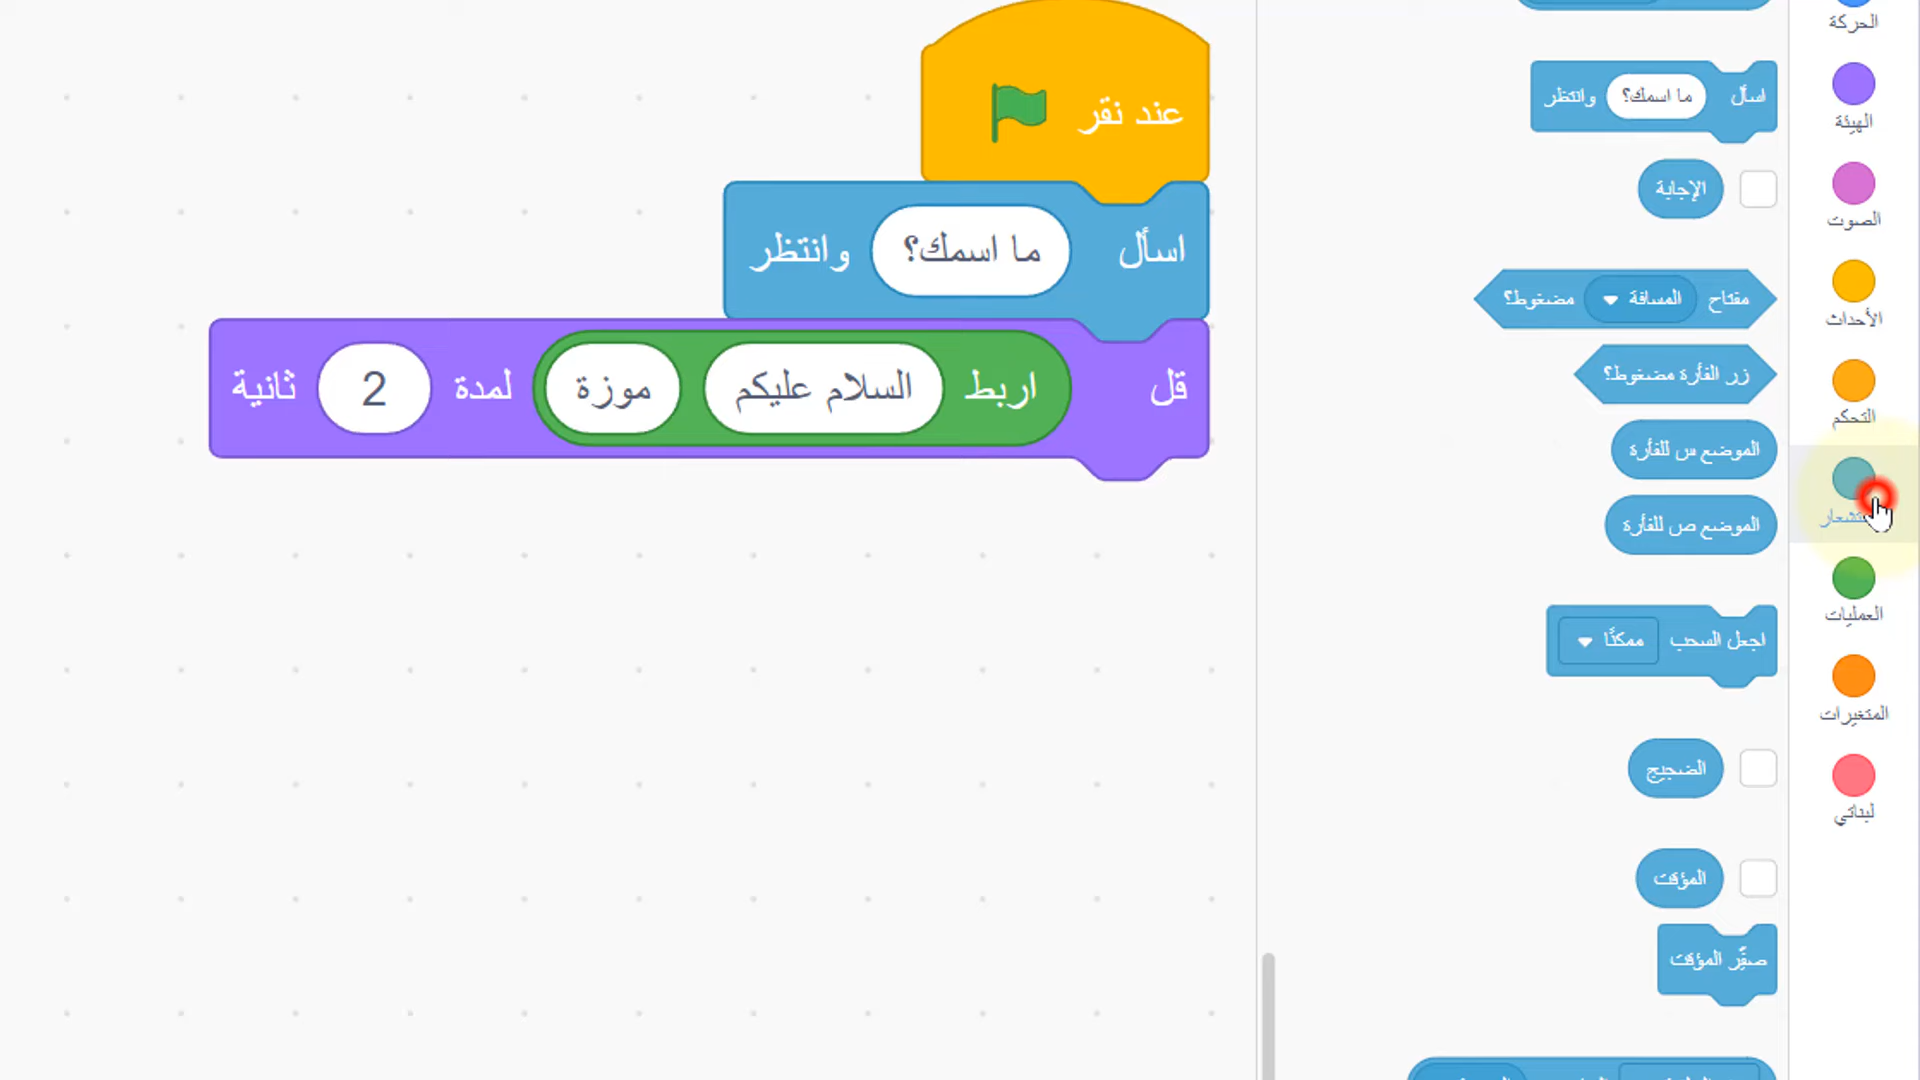 عند نقر
اسأل ما اسمك؟ وانتظر
قل اربط السلام عليكم موزة لمدة 2 ثانية
اسأل ما اسمك؟ وانتظر
الإجابة
مفتاح المسافة مضغوط؟
زر الفأرة مضغوط؟
الموضع س للفأرة
الموضع ص للفأرة
اجعل السحب ممكنًا
الضجيج
المؤقت
صفِّر المؤقت
الحركة
الهيئة
الصوت
الأحداث
التحكم
العمليات
المتغيرات
لبناتي